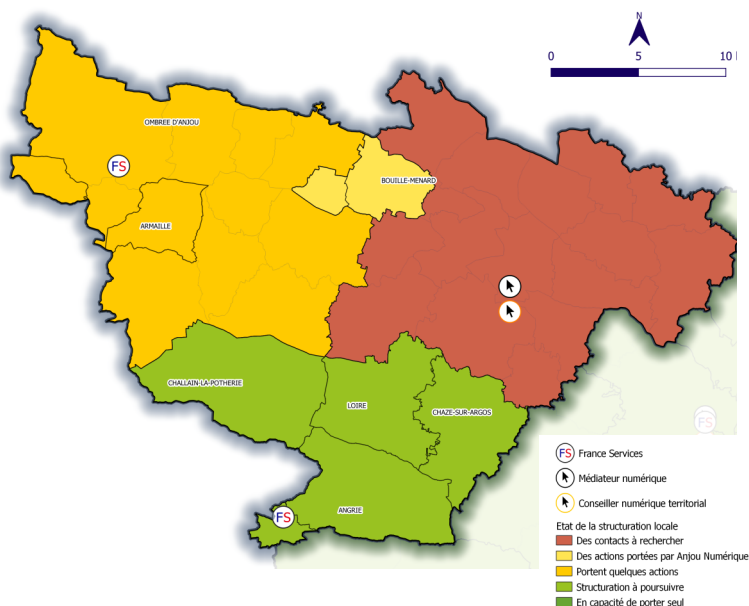 N
0 5 10
OMBREE D'ANJOU
FS
BOUILLE-MENARD
ARMAILLE
CHALLAIN-LA-POTHERIE
LOIRE
CHAZE-SUR-ARGOS
ANGRIE
FS
FS
FS France Services
Médiateur numérique
Conseiller numérique territorial
Etat de la structuration locale
Des contacts à rechercher
Des actions portées par Anjou Numérique
Portent quelques actions
Structuration à poursuivre
En capacité de porter seul